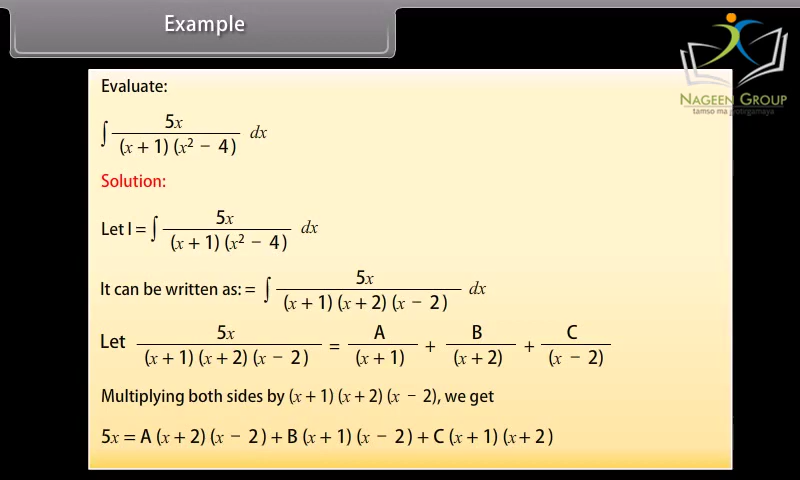 Example
NAGEEN GROUP
tamso ma jyotirgamaya
Evaluate:
∫ 5x / (x + 1) (x² − 4) dx
Solution:
Let I = ∫ 5x / (x + 1) (x² − 4) dx
It can be written as: = ∫ 5x / (x + 1) (x + 2) (x − 2) dx
Let 5x / (x + 1) (x + 2) (x − 2) = A / (x + 1) + B / (x + 2) + C / (x − 2)
Multiplying both sides by (x + 1) (x + 2) (x − 2), we get
5x = A (x + 2) (x − 2) + B (x + 1) (x − 2) + C (x + 1) (x + 2)